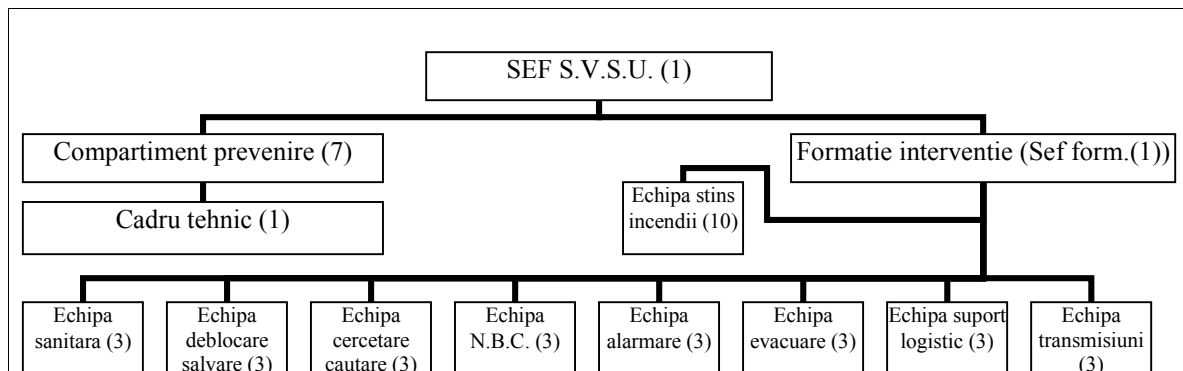 SEF S.V.S.U. (1)
Compartiment prevenire (7)
Formatie interventie (Sef form.(1))
Cadru tehnic (1)
Echipa stins
incendii (10)
Echipa
sanitara (3)
Echipa
deblocare
salvare (3)
Echipa
cercetare
cautare (3)
Echipa
N.B.C. (3)
Echipa
alarmare (3)
Echipa
evacuare (3)
Echipa suport
logistic (3)
Echipa
transmisiuni
(3)